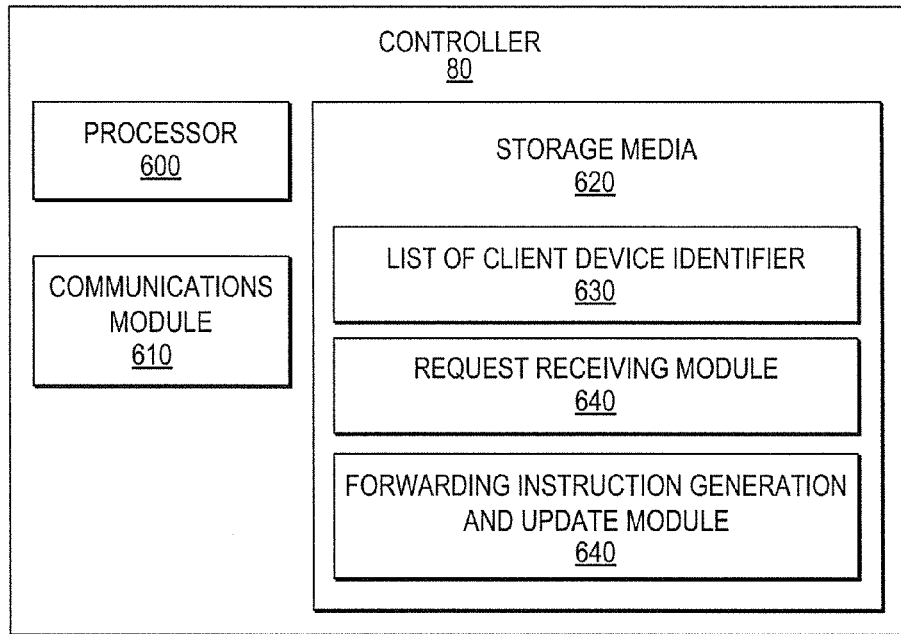 CONTROLLER
80
PROCESSOR
600
COMMUNICATIONS
MODULE
610
STORAGE MEDIA
620
LIST OF CLIENT DEVICE IDENTIFIER
630
REQUEST RECEIVING MODULE
640
FORWARDING INSTRUCTION GENERATION
AND UPDATE MODULE
640